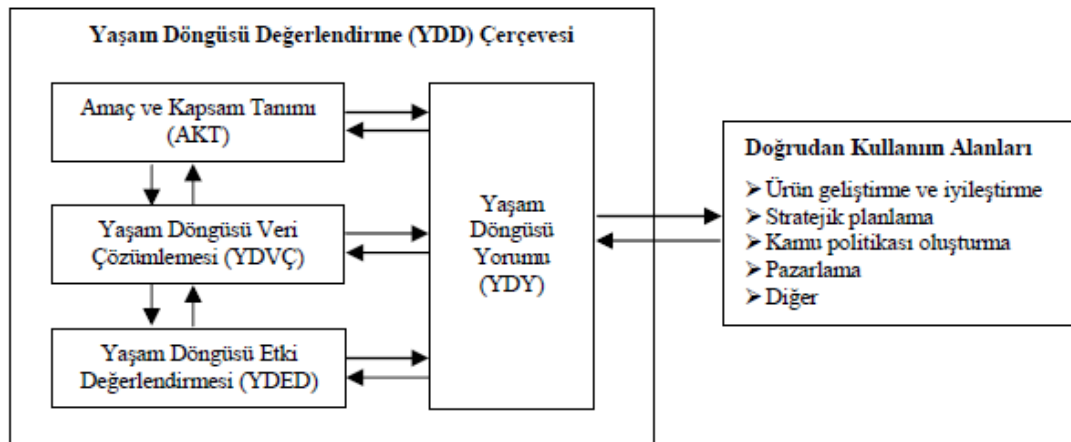 Yaşam Döngüsü Değerlendirme (YDD) Çerçevesi
Amaç ve Kapsam Tanımı
(AKT)
Yaşam Döngüsü Veri
Çözümlemesi (YDVÇ)
Yaşam Döngüsü Etki
Değerlendirmesi (YDED)
Yaşam
Döngüsü
Yorumu
(YDY)
Doğrudan Kullanım Alanları
➤ Ürün geliştirme ve iyileştirme
➤ Stratejik planlama
➤ Kamu politikası oluşturma
➤ Pazarlama
➤ Diğer